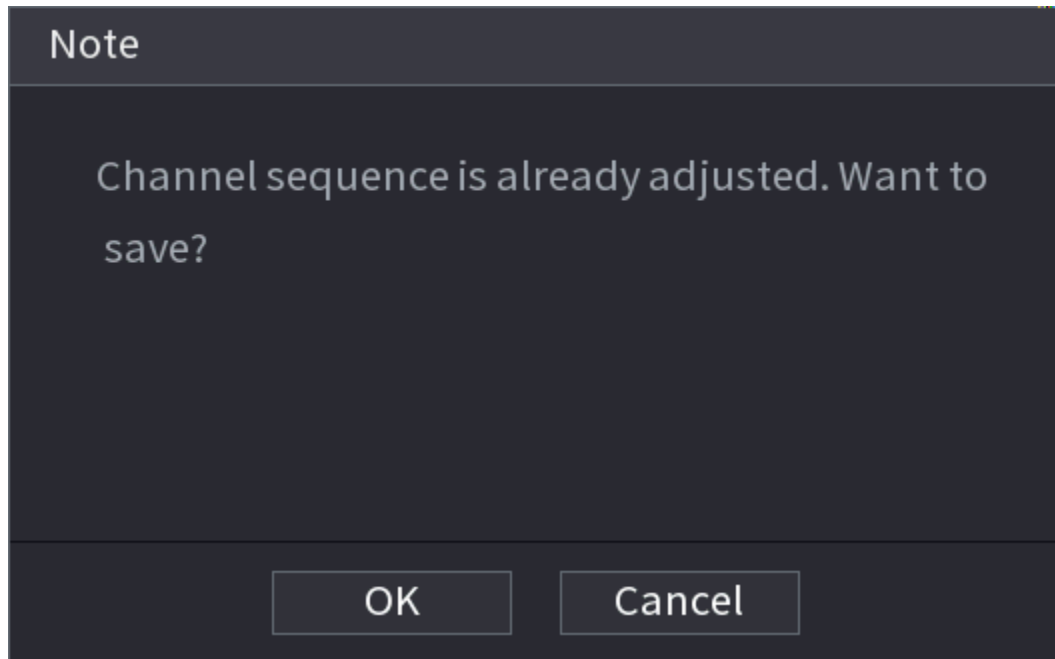 Note
Channel sequence is already adjusted. Want to
save?
OK
Cancel